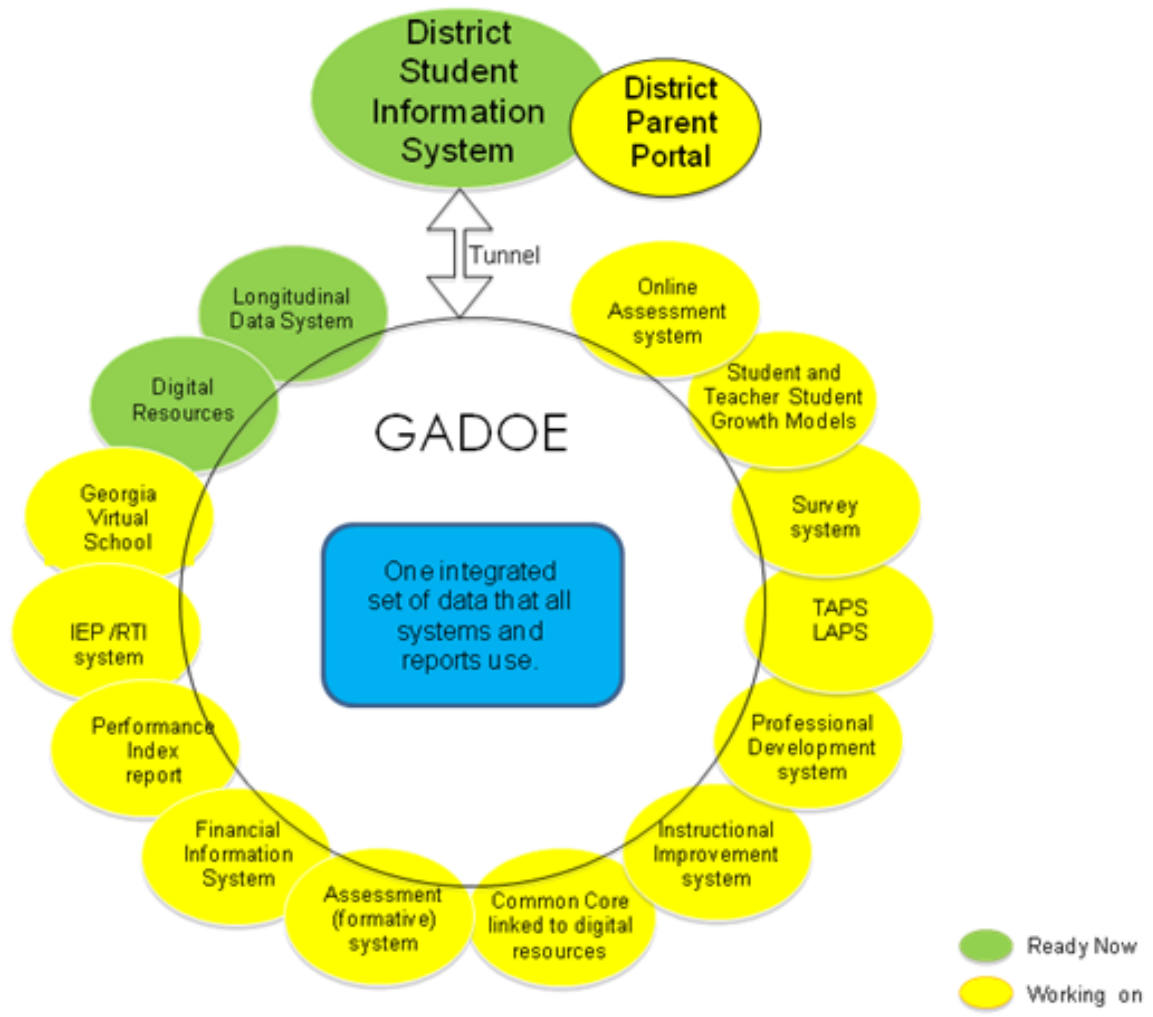 District
Student
Information
System
District
Parent
Portal
Tunnel
Longitudinal
Data System
Online
Assessment
system
Digital
Resources
Student and
Teacher Student
Growth Models
GADOE
Georgia
Virtual
School
Survey
system
One integrated
set of data that all
systems and
reports use.
IEP /RTI
system
TAPS
LAPS
Performance
Index
report
Professional
Development
system
Financial
Information
System
Instructional
Improvement
system
Assessment
(formative)
system
Common Core
linked to digital
resources
Ready Now
Working on